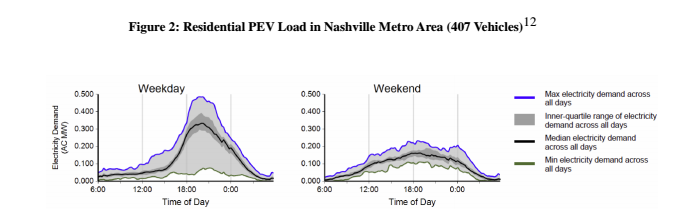 Figure 2: Residential PEV Load in Nashville Metro Area (407 Vehicles)12
Weekday
Electricity Demand
(AC MW)
0.500
0.400
0.300
0.200
0.100
0.000
6:00 12:00 18:00 0:00
Time of Day
Weekend
0.500
0.400
0.300
0.200
0.100
0.000
6:00 12:00 18:00 0:00
Time of Day
Max electricity demand across
all days
Inner-quartile range of electricity
demand across all days
Median electricity demand
across all days
Min electricity demand across
all days